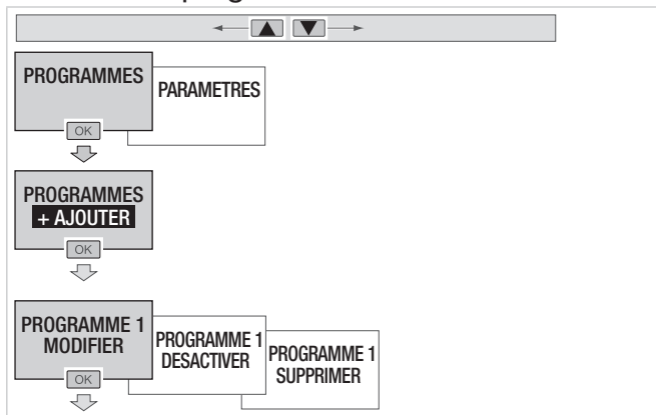 PROGRAMMES
PARAMETRES
OK
PROGRAMMES
+ AJOUTER
OK
PROGRAMME 1
MODIFIER
PROGRAMME 1
DESACTIVER
PROGRAMME 1
SUPPRIMER
OK